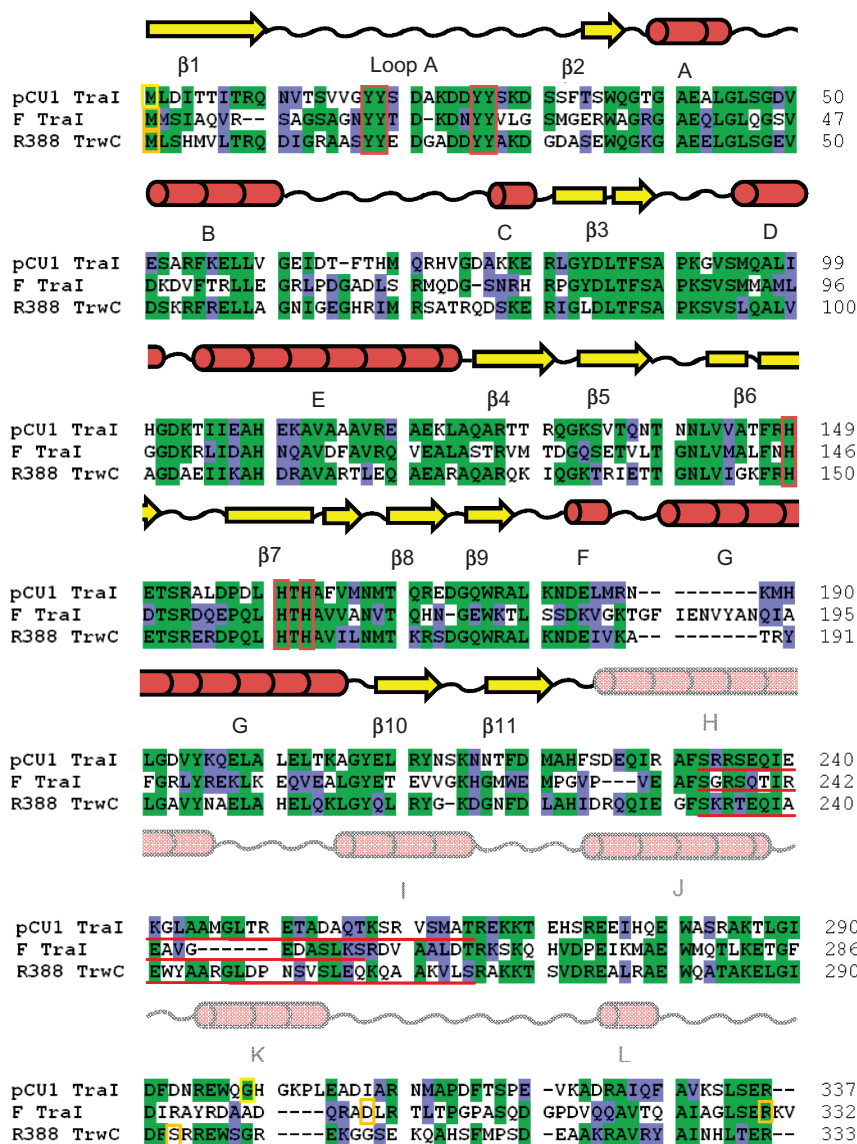 β1 Loop A β2 A
pCU1 TraI MLDITTITRQ NVTSVVGYYS DAKDDYYSKD SSFTSWQGTG AEALGLSGDV 50
F TraI MMSIAQVR--S AGSAGNYYTD -KDNYYVLG SMGERWAGRG AEQLGLQGSV 47
R388 TrwC MLSHMVLTRQ DIGRAASYYE DGADDYYAKD GDASEWQGKG AEELGLSGEV 50
B C β3 D
pCU1 TraI ESARFKELLV GEIDT-FTHM QRHVGDAKKE RLGYDLTFSA PKGVSMQALI 99
F TraI DKDVFTRLLE GRLPDGADLS RMQDG-SNRH RPGYDLTFSA PKSVSMMAML 96
R388 TrwC DSKRFRELLA GNIGEGHRIM RSATRQDSKE RIGLDLTFSA PKSVSLQALV 100
E β4 β5 β6
pCU1 TraI HGDKTIIEAH EKAVAAAVRE AEKLAQARTT RQGKSVTQNT NNLVVATFRH 149
F TraI GGDKRLIDAH NQAVDFAVRQ VEALASTRVM TDGQSETVLT GNLVMALFNH 146
R388 TrwC AGDAEIIKAH DRAVARTLEQ AEARAQARQK IQGKTRIETT GNLVIGKFRH 150
β7 β8 β9 F G
pCU1 TraI ETSRALDPDL HTHAFVMNMT QREDGQWRAL KNDELMRN-- ------KMH 190
F TraI DTSRDQEPQL HTHAVVANVT QHN-GEWKTL SSDKVGKTGF IENVYANQIA 195
R388 TrwC ETSRERDPQL HTHAVILNMT KRSDGQWRAL KNDEIVKA-- ------TRY 191
G β10 β11 H
pCU1 TraI LGDVYKQELA LELTKAGYEL RYNSKNNTFD MAHFSDEQIR AFSRRSEQIE 240
F TraI FGRLYREKLK EQVEALGYET EVVGKHGMWE MPGVP---VE AFSGRSQTIR 242
R388 TrwC LGAVYNAELA HELQKLGYQL RYG-KDGNFD LAHIDRQQIE GFSKRTEQIA 240
I J
pCU1 TraI KGLAAMGLTR ETADAQTKSR VSMATREKKT EHSREEIHQE WASRAKTLGI 290
F TraI EAVG------ EDASLKSRDV AALDTRKSKQ HVDPEIKMAE WMQTLKETGF 286
R388 TrwC EWYAARGLDP NSVSLEQKQA AKVLSRAKKT SVDREALRAE WQATAKELGI 290
K L
pCU1 TraI DFDNREWQGH GKPLEADIAR NMAPDFTSPE -VKADRAIQF AVKSLSER-- 337
F TraI DIRAYRDAAD ----QRADLR TLTPGPASQD GPDVQQAVTQ AIAGLSERKV 332
R388 TrwC DFSRREWSGR ---EKGGSEK QAHSFMPSD -EAAKRAVRY AINHLTER-- 333